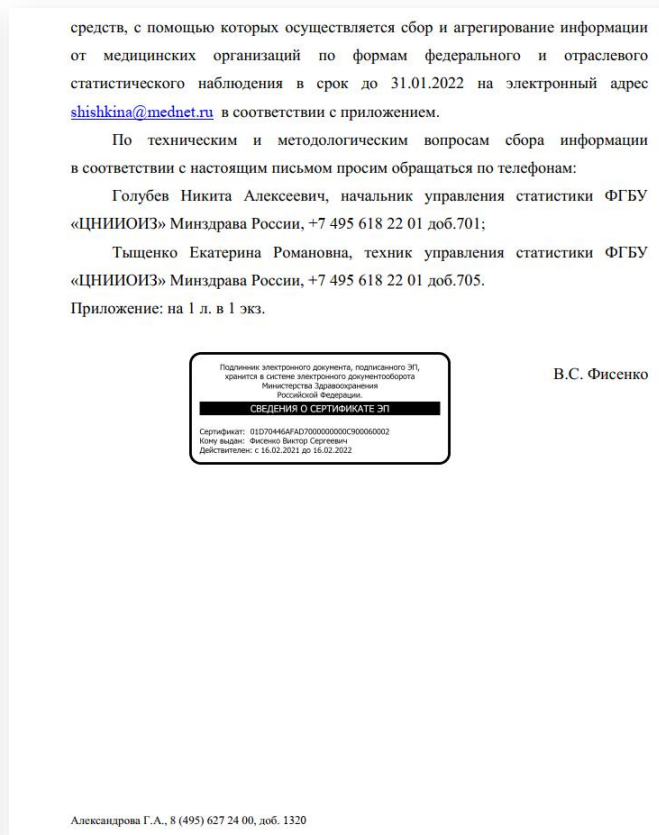 средств, с помощью которых осуществляется сбор и агрегирование информации
от медицинских организаций по формам федерального и отраслевого
статистического наблюдения в срок до 31.01.2022 на электронный адрес
shishkina@mednet.ru в соответствии с приложением.
По техническим и методологическим вопросам сбора информации
в соответствии с настоящим письмом просим обращаться по телефонам:
Голубев Никита Алексеевич, начальник управления статистики ФГБУ
«ЦНИИОИЗ» Минздрава России, +7 495 618 22 01 доб.701;
Тыщенко Екатерина Романовна, техник управления статистики ФГБУ
«ЦНИИОИЗ» Минздрава России, +7 495 618 22 01 доб.705.
Приложение: на 1 л. в 1 экз.
Подлинник электронного документа, подписанного ЭП,
хранится в системе электронного документооборота
Министерства Здравоохранения
Российской Федерации.
СВЕДЕНИЯ О СЕРТИФИКАТЕ ЭП
Сертификат: 01D70446AFAD7000000000C900060002
Кому выдан: Фисенко Виктор Сергеевич
Действителен: с 16.02.2021 до 16.02.2022
В.С. Фисенко
Александрова Г.А., 8 (495) 627 24 00, доб. 1320